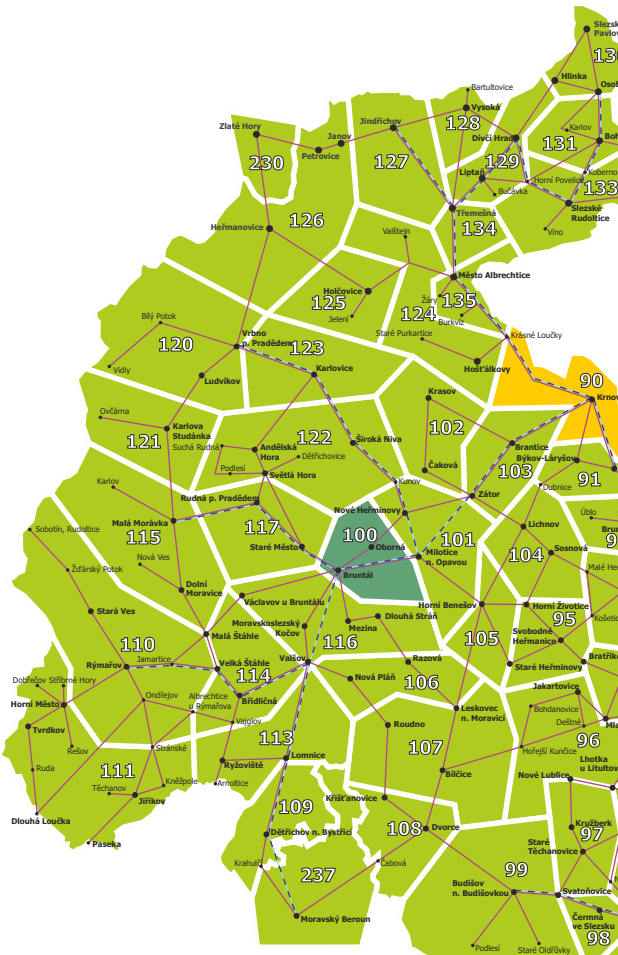 Slezské
Pavlovice
130
Hlinka
Osoblaha
Bartultovice
Vysoká
128
Jindřichov
Zlaté Hory
Janov
Petrovice
230
127
Dívčí Hrad
129
Karlov
131
Liptaň
Bučávka
Horní Povelice
133
Slezské
Rudoltice
Víno
Třemešná
134
126
Heřmanovice
Valštejn
Město Albrechtice
135
Holčovice
125
Jelení
124
Žáry
Burkvíz
Staré Purkartice
Krásné Loučky
Hošťálkovy
Bílý Potok
120
Vidly
Vrbno
p. Pradědem
123
Karlovice
Ludvíkov
Krasov
102
90
Krnov
Ovčárna
121
Karlova
Studánka
Suchá Rudná
122
Andělská
Hora
Dětřichovice
Široká Niva
Podlesí
Světlá Hora
Čaková
Brantice
103
Býkov-Láryšov
91
Dubnice
Karlov
Rudná p. Pradědem
Kunov
Zátor
Malá Morávka
115
117
Nové Heřminovy
100
Oborná
101
Lichnov
Úblo
Sosnová
104
Sobotín, Rudoltice
Staré Město
Milotice
n. Opavou
Nová Ves
Žďárský Potok
Bruntál
Dolní
Moravice
Václavov u Bruntálu
Horní Benešov
Horní Životice
95
Stará Ves
Malá Štáhle
Moravskoslezský
Kočov
Dlouhá Stráň
Mezina
116
105
Svobodné
Heřmanice
110
Jamartice
Rýmařov
Velká Štáhle
Valšov
Razová
Staré Heřminovy
Nová Pláň
106
114
Břidličná
Dobřečov
Stříbrné Hory
Horní Město
Ondřejov
Albrechtice
u Rýmařova
Vajglov
Leskovec
n. Moravicí
Jakartovice
Bohdanovice
Deštné
96
Tvrdkov
Roudno
Řešov
Stránské
113
Lomnice
107
Hořejší Kunčice
Ruda
111
Těchanov
Kněžpole
Jiříkov
Ryžoviště
Arnoltice
Bílčice
Lhotka
u Litultovic
Nové Lublice
Křišťanovice
109
Dlouhá Loučka
Paseka
Dětřichov n. Bystřicí
108
Dvorce
Kružberk
97
Staré
Těchanovice
Krahulčí
237
Čabová
99
Budišov
n. Budišovkou
Svatoňovice
Moravský Beroun
Čermná
ve Slezsku
98
Podlesí
Staré Oldřůvky